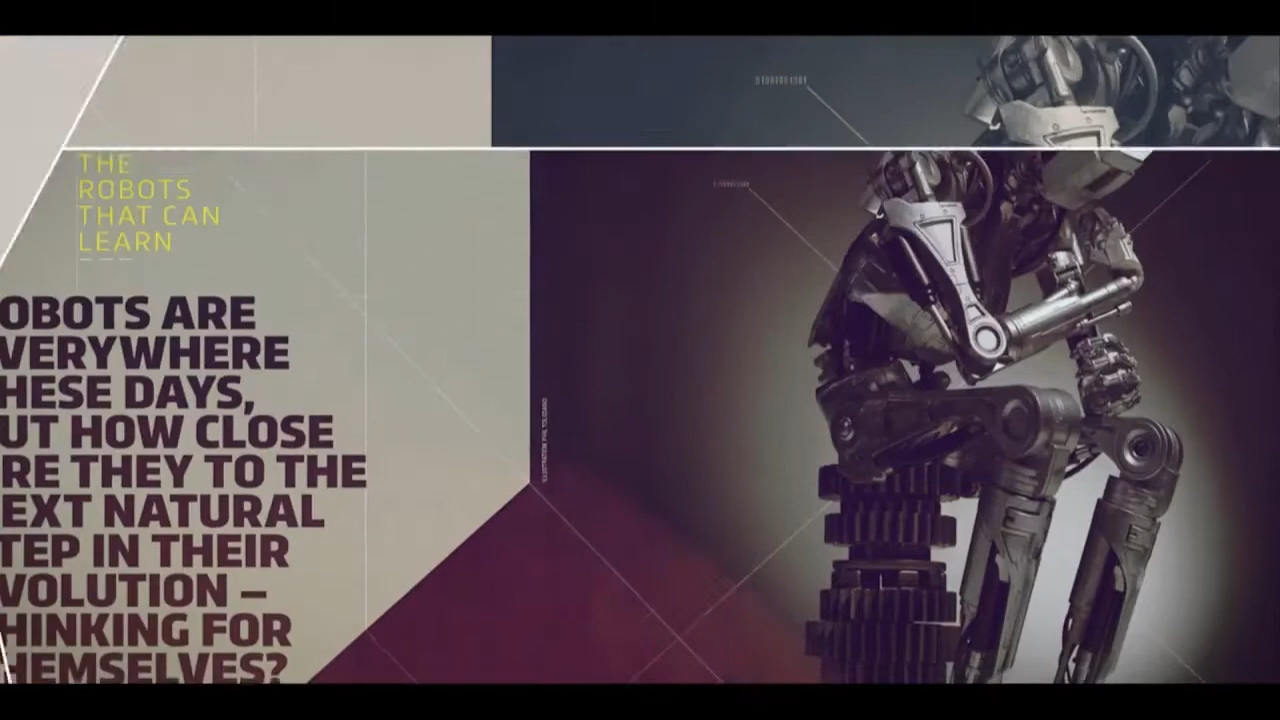 THE
ROBOTS
THAT CAN
LEARN
OBOTS ARE
VERYWHERE
HESE DAYS,
UT HOW CLOSE
RE THEY TO THE
EXT NATURAL
TEP IN THEIR
VOLUTION –
HINKING FOR
HEMSELVES?